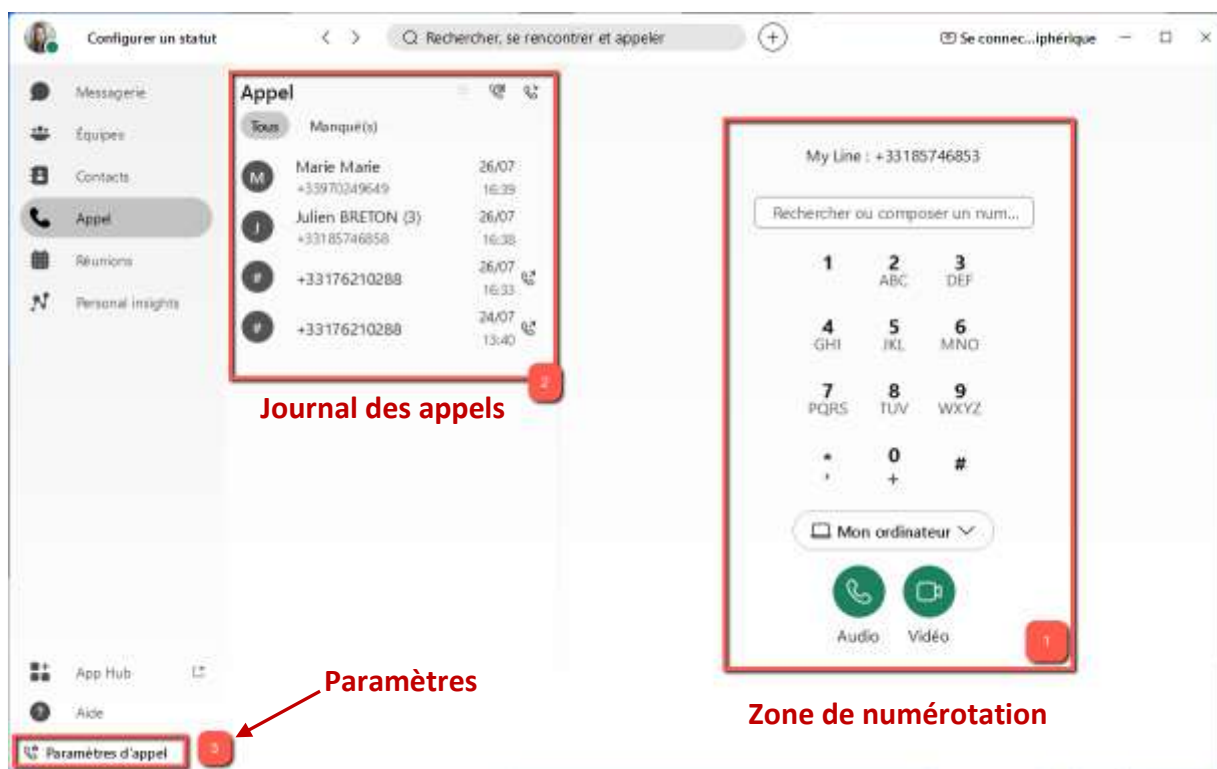 Configurer un statut
Rechercher, se rencontrer et appeler
Se connec...iphérique
Messagerie
Équipes
Contacts
Appel
Réunions
Personal insights
Appel
Tous Manqué(s)
M
Marie Marie 26/07
+33970249649 16:39
J
Julien BRETON (3) 26/07
+33185746858 16:38
# +33176210288 26/07
16:33
# +33176210288 24/07
13:40
2
Journal des appels
My Line : +33185746853
Rechercher ou composer un num...
1 2 3
ABC DEF
4 5 6
GHI JKL MNO
7 8 9
PQRS TUV WXYZ
* 0 #
, +
Mon ordinateur
Audio Vidéo
1
Zone de numérotation
App Hub
Aide
Paramètres
Paramètres d'appel
3